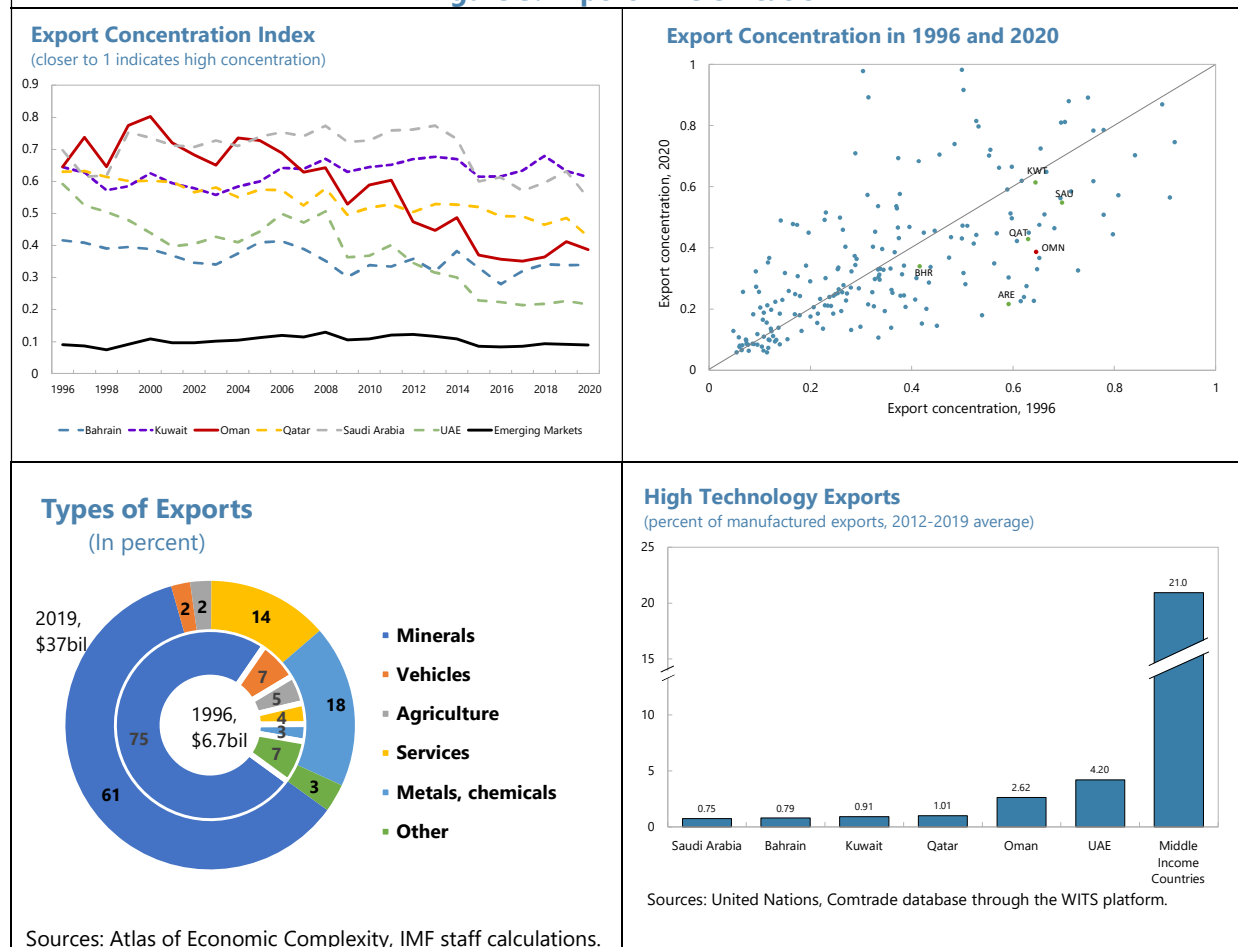 Export Concentration Index
(closer to 1 indicates high concentration)
0.9
0.8
0.7
0.6
0.5
0.4
0.3
0.2
0.1
0
1996 1998 2000 2002 2004 2006 2008 2010 2012 2014 2016 2018 2020
Bahrain Kuwait Oman Qatar Saudi Arabia UAE Emerging Markets
Export Concentration in 1996 and 2020
Export concentration, 2020
1
0.8
0.6
0.4
0.2
0
KWT
SAU
QAT
OMN
BHR
ARE
0 0.2 0.4 0.6 0.8 1
Export concentration, 1996
Types of Exports
(In percent)
2019,
$37bil
1996,
$6.7bil
2 2
14
18
3
61
75
7
5
4
3
7
Minerals
Vehicles
Agriculture
Services
Metals, chemicals
Other
Sources: Atlas of Economic Complexity, IMF staff calculations.
High Technology Exports
(percent of manufactured exports, 2012-2019 average)
25
20
15
10
5
0
0.75 0.79 0.91 1.01 2.62 4.20 21.0
Saudi Arabia Bahrain Kuwait Qatar Oman UAE Middle
Income
Countries
Sources: United Nations, Comtrade database through the WITS platform.